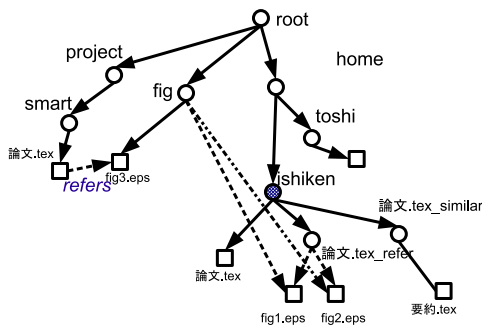 root
project
home
smart
fig
toshi
論文.tex
refers
fig3.eps
ishiken
論文.tex_similar
論文.tex
論文.tex_refer
fig1.eps
fig2.eps
要約.tex